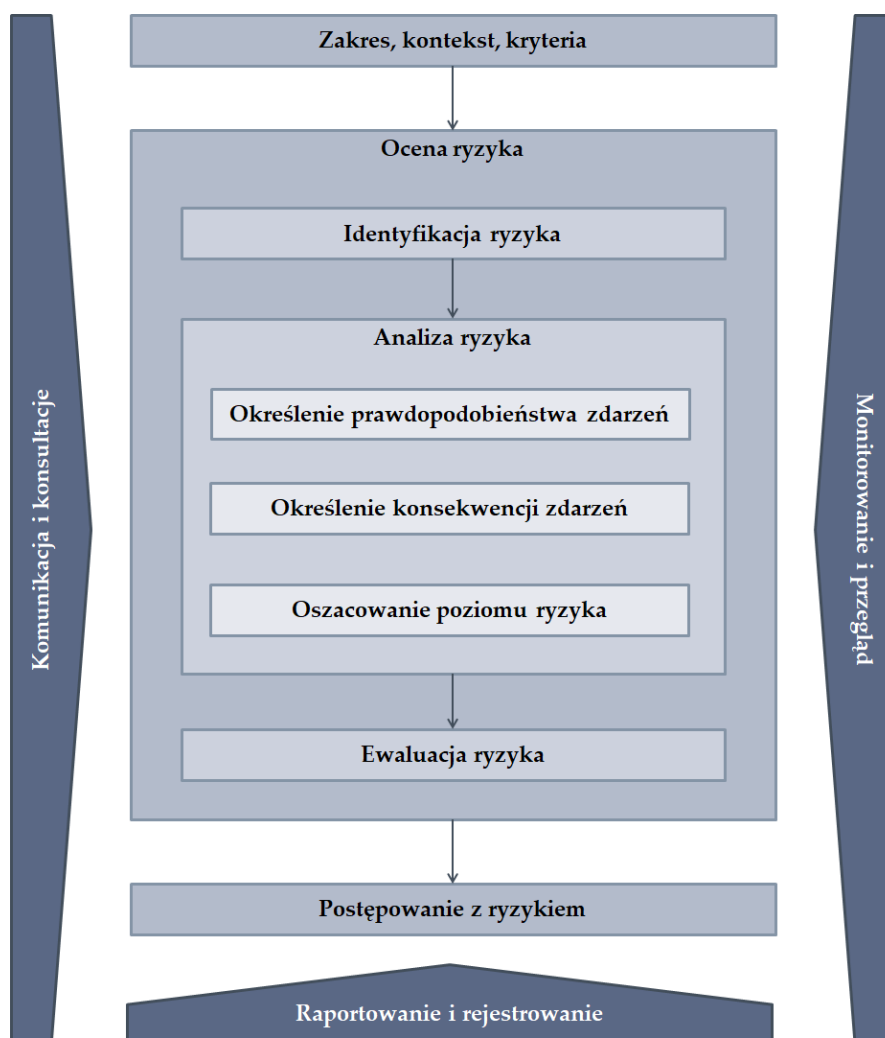 Zakres, kontekst, kryteria
Ocena ryzyka
Identyfikacja ryzyka
Analiza ryzyka
Określenie prawdopodobieństwa zdarzeń
Określenie konsekwencji zdarzeń
Oszacowanie poziomu ryzyka
Ewaluacja ryzyka
Postępowanie z ryzykiem
Komunikacja i konsultacje
Monitorowanie i przegląd
Raportowanie i rejestrowanie